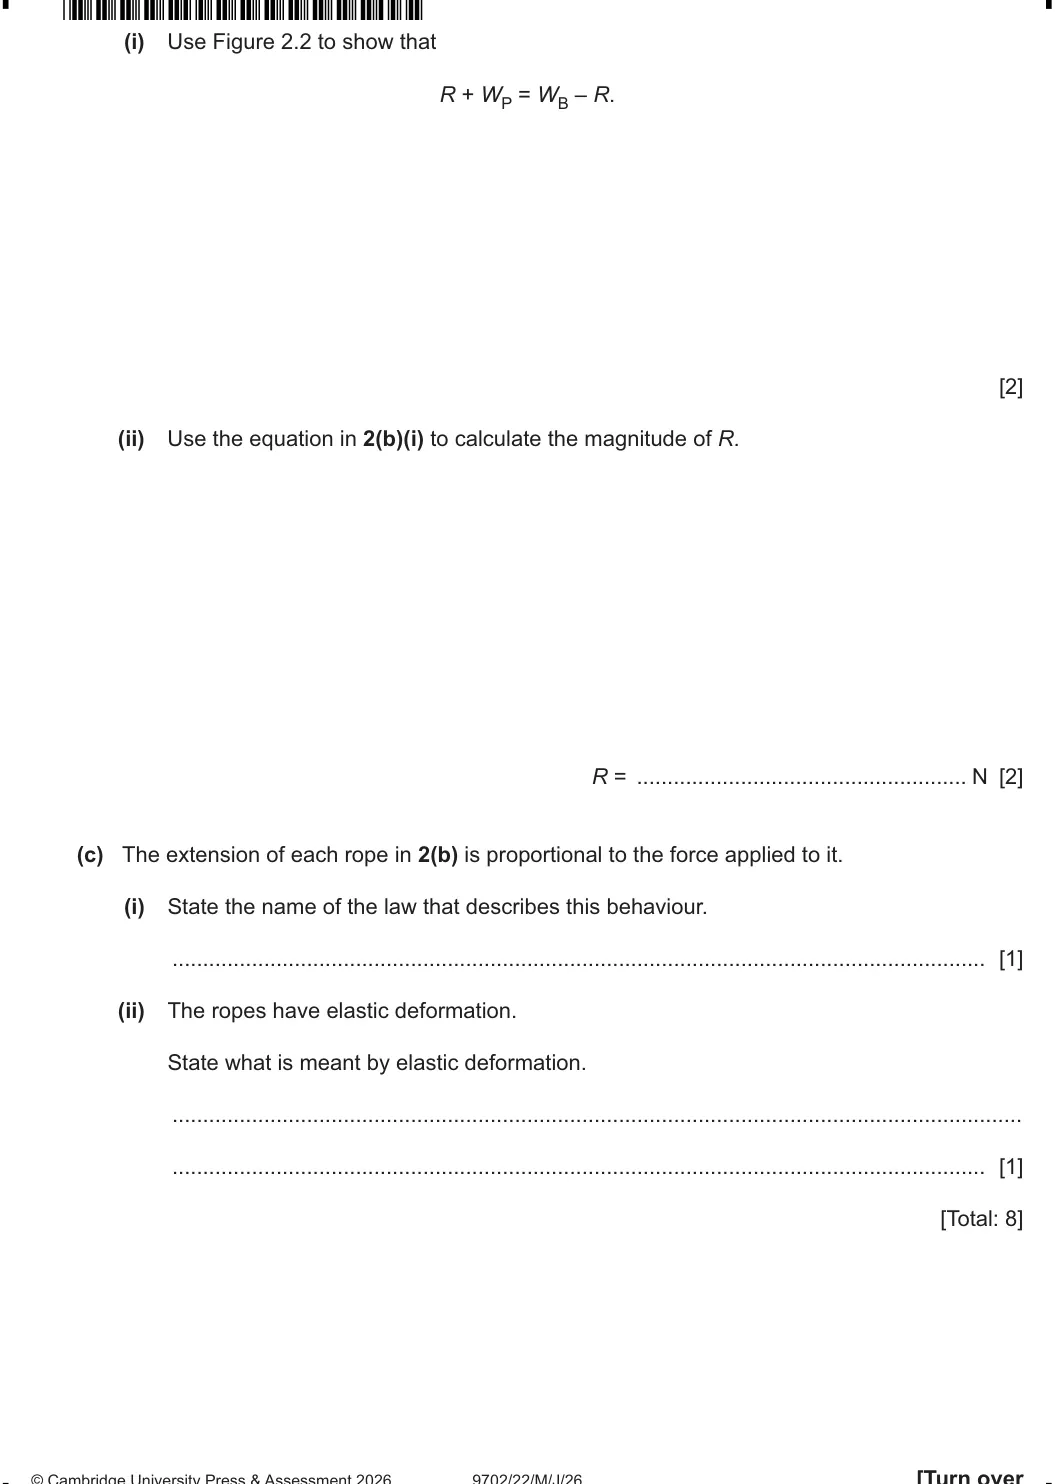 (i) Use Figure 2.2 to show that
R + WP = WB – R.
[2]
(ii) Use the equation in 2(b)(i) to calculate the magnitude of R.
R = ...................................................... N [2]
(c) The extension of each rope in 2(b) is proportional to the force applied to it.
(i) State the name of the law that describes this behaviour.
...................................................................................................................................... [1]
(ii) The ropes have elastic deformation.
State what is meant by elastic deformation.
............................................................................................................................................
...................................................................................................................................... [1]
[Total: 8]
© Cambridge University Press & Assessment 2026 9702/22/M/J/26 [Turn over